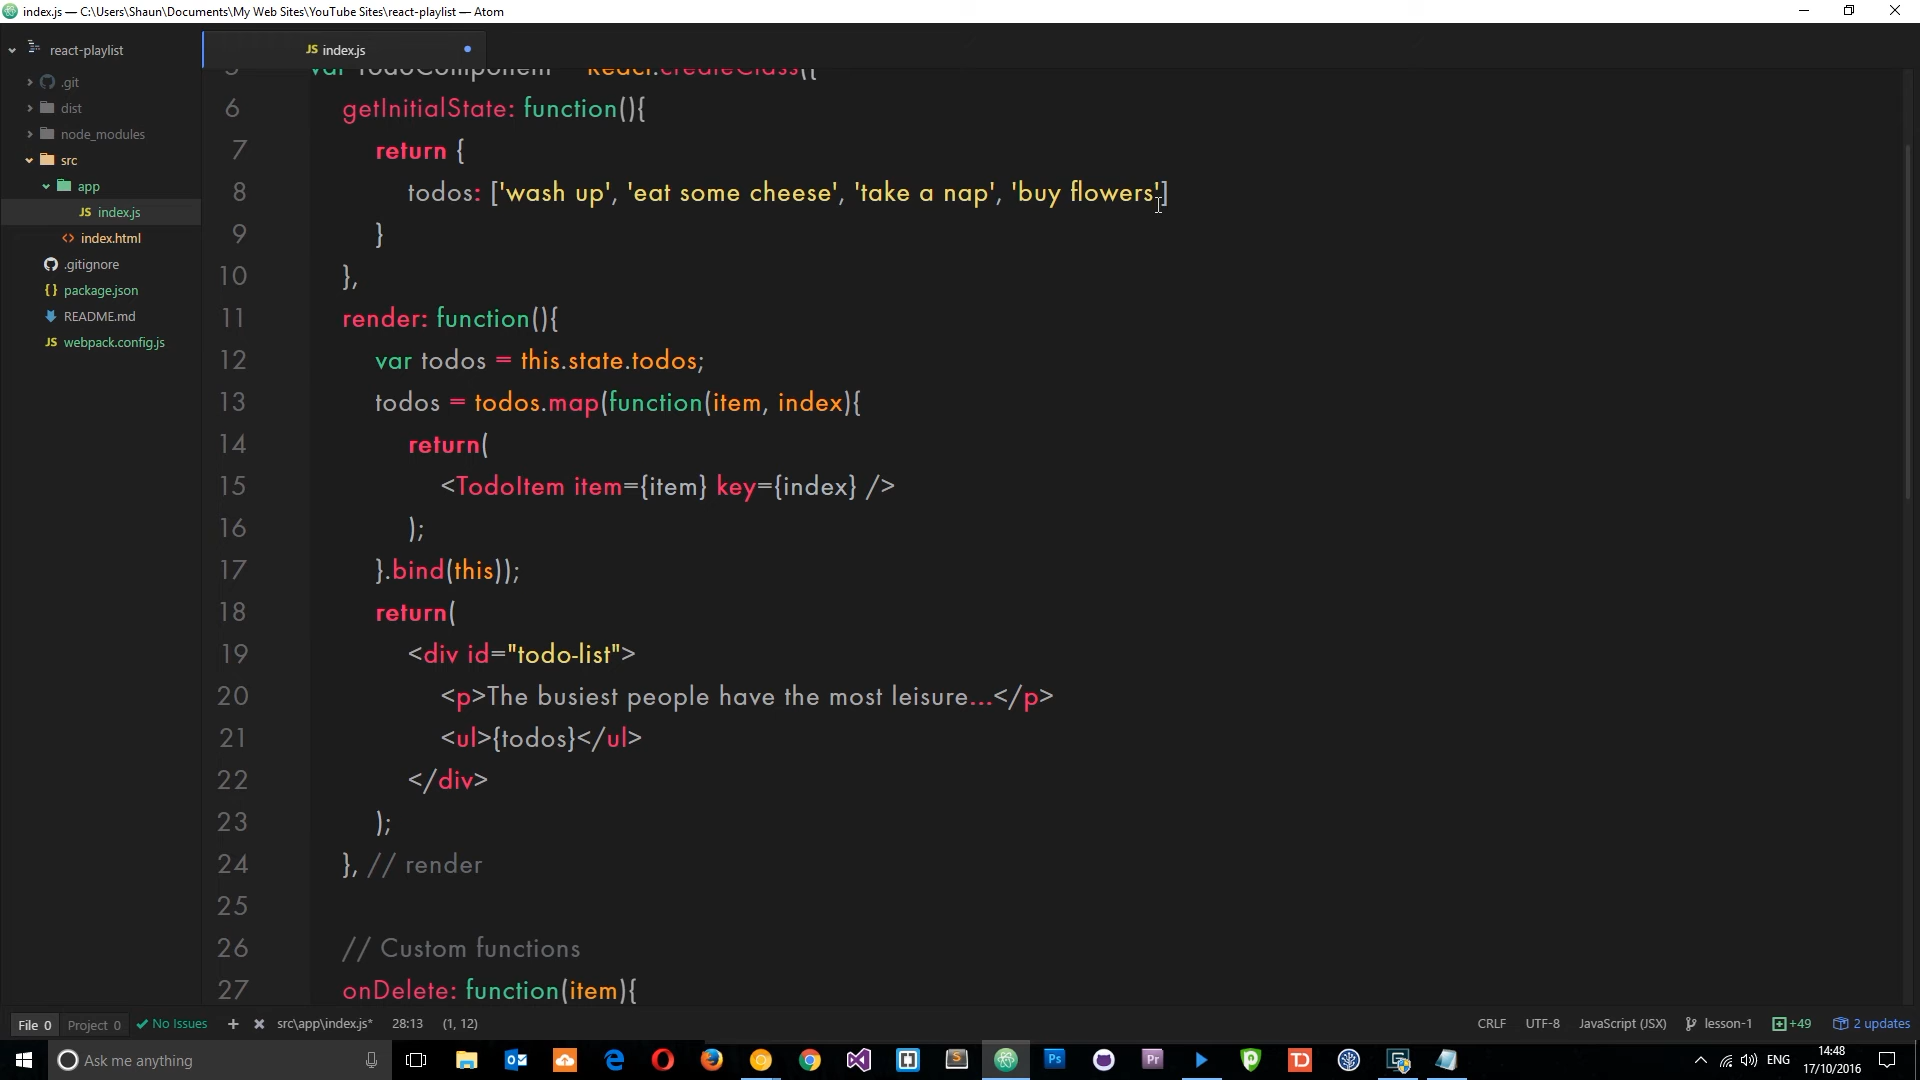 index.js — C:\Users\Shaun\Documents\My Web Sites\YouTube Sites\react-playlist — Atom
react-playlist
.git
dist
node_modules
src
app
index.js
index.html
.gitignore
package.json
README.md
webpack.config.js
index.js
5 var TodoComponent = React.createClass({
6 getInitialState: function(){
7 return {
8 todos: ['wash up', 'eat some cheese', 'take a nap', 'buy flowers']
9 }
10 },
11 render: function(){
12 var todos = this.state.todos;
13 todos = todos.map(function(item, index){
14 return(
15 <TodoItem item={item} key={index} />
16 );
17 }.bind(this));
18 return(
19 <div id="todo-list">
20 <p>The busiest people have the most leisure...</p>
21 <ul>{todos}</ul>
22 </div>
23 );
24 }, // render
25
26 // Custom functions
27 onDelete: function(item){
File 0 Project 0 No Issues src\app\index.js* 28:13 (1, 12) CRLF UTF-8 JavaScript (JSX) lesson-1 +49 2 updates
Ask me anything
ENG
14:48
17/10/2016